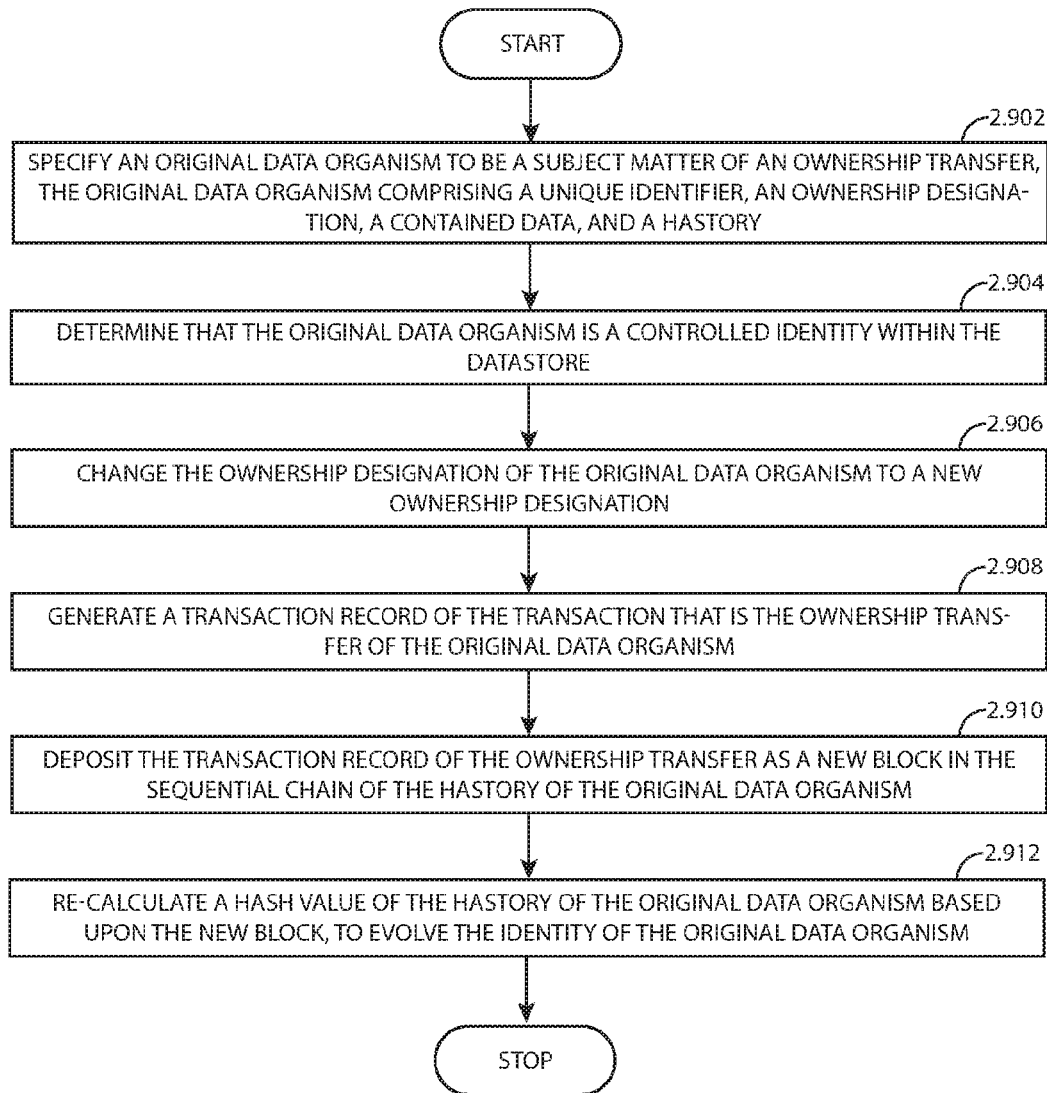 START
2.902
SPECIFY AN ORIGINAL DATA ORGANISM TO BE A SUBJECT MATTER OF AN OWNERSHIP TRANSFER,
THE ORIGINAL DATA ORGANISM COMPRISING A UNIQUE IDENTIFIER, AN OWNERSHIP DESIGNA-
TION, A CONTAINED DATA, AND A HASTORY
2.904
DETERMINE THAT THE ORIGINAL DATA ORGANISM IS A CONTROLLED IDENTITY WITHIN THE
DATASTORE
2.906
CHANGE THE OWNERSHIP DESIGNATION OF THE ORIGINAL DATA ORGANISM TO A NEW
OWNERSHIP DESIGNATION
2.908
GENERATE A TRANSACTION RECORD OF THE TRANSACTION THAT IS THE OWNERSHIP TRANS-
FER OF THE ORIGINAL DATA ORGANISM
2.910
DEPOSIT THE TRANSACTION RECORD OF THE OWNERSHIP TRANSFER AS A NEW BLOCK IN THE
SEQUENTIAL CHAIN OF THE HASTORY OF THE ORIGINAL DATA ORGANISM
2.912
RE-CALCULATE A HASH VALUE OF THE HASTORY OF THE ORIGINAL DATA ORGANISM BASED
UPON THE NEW BLOCK, TO EVOLVE THE IDENTITY OF THE ORIGINAL DATA ORGANISM
STOP